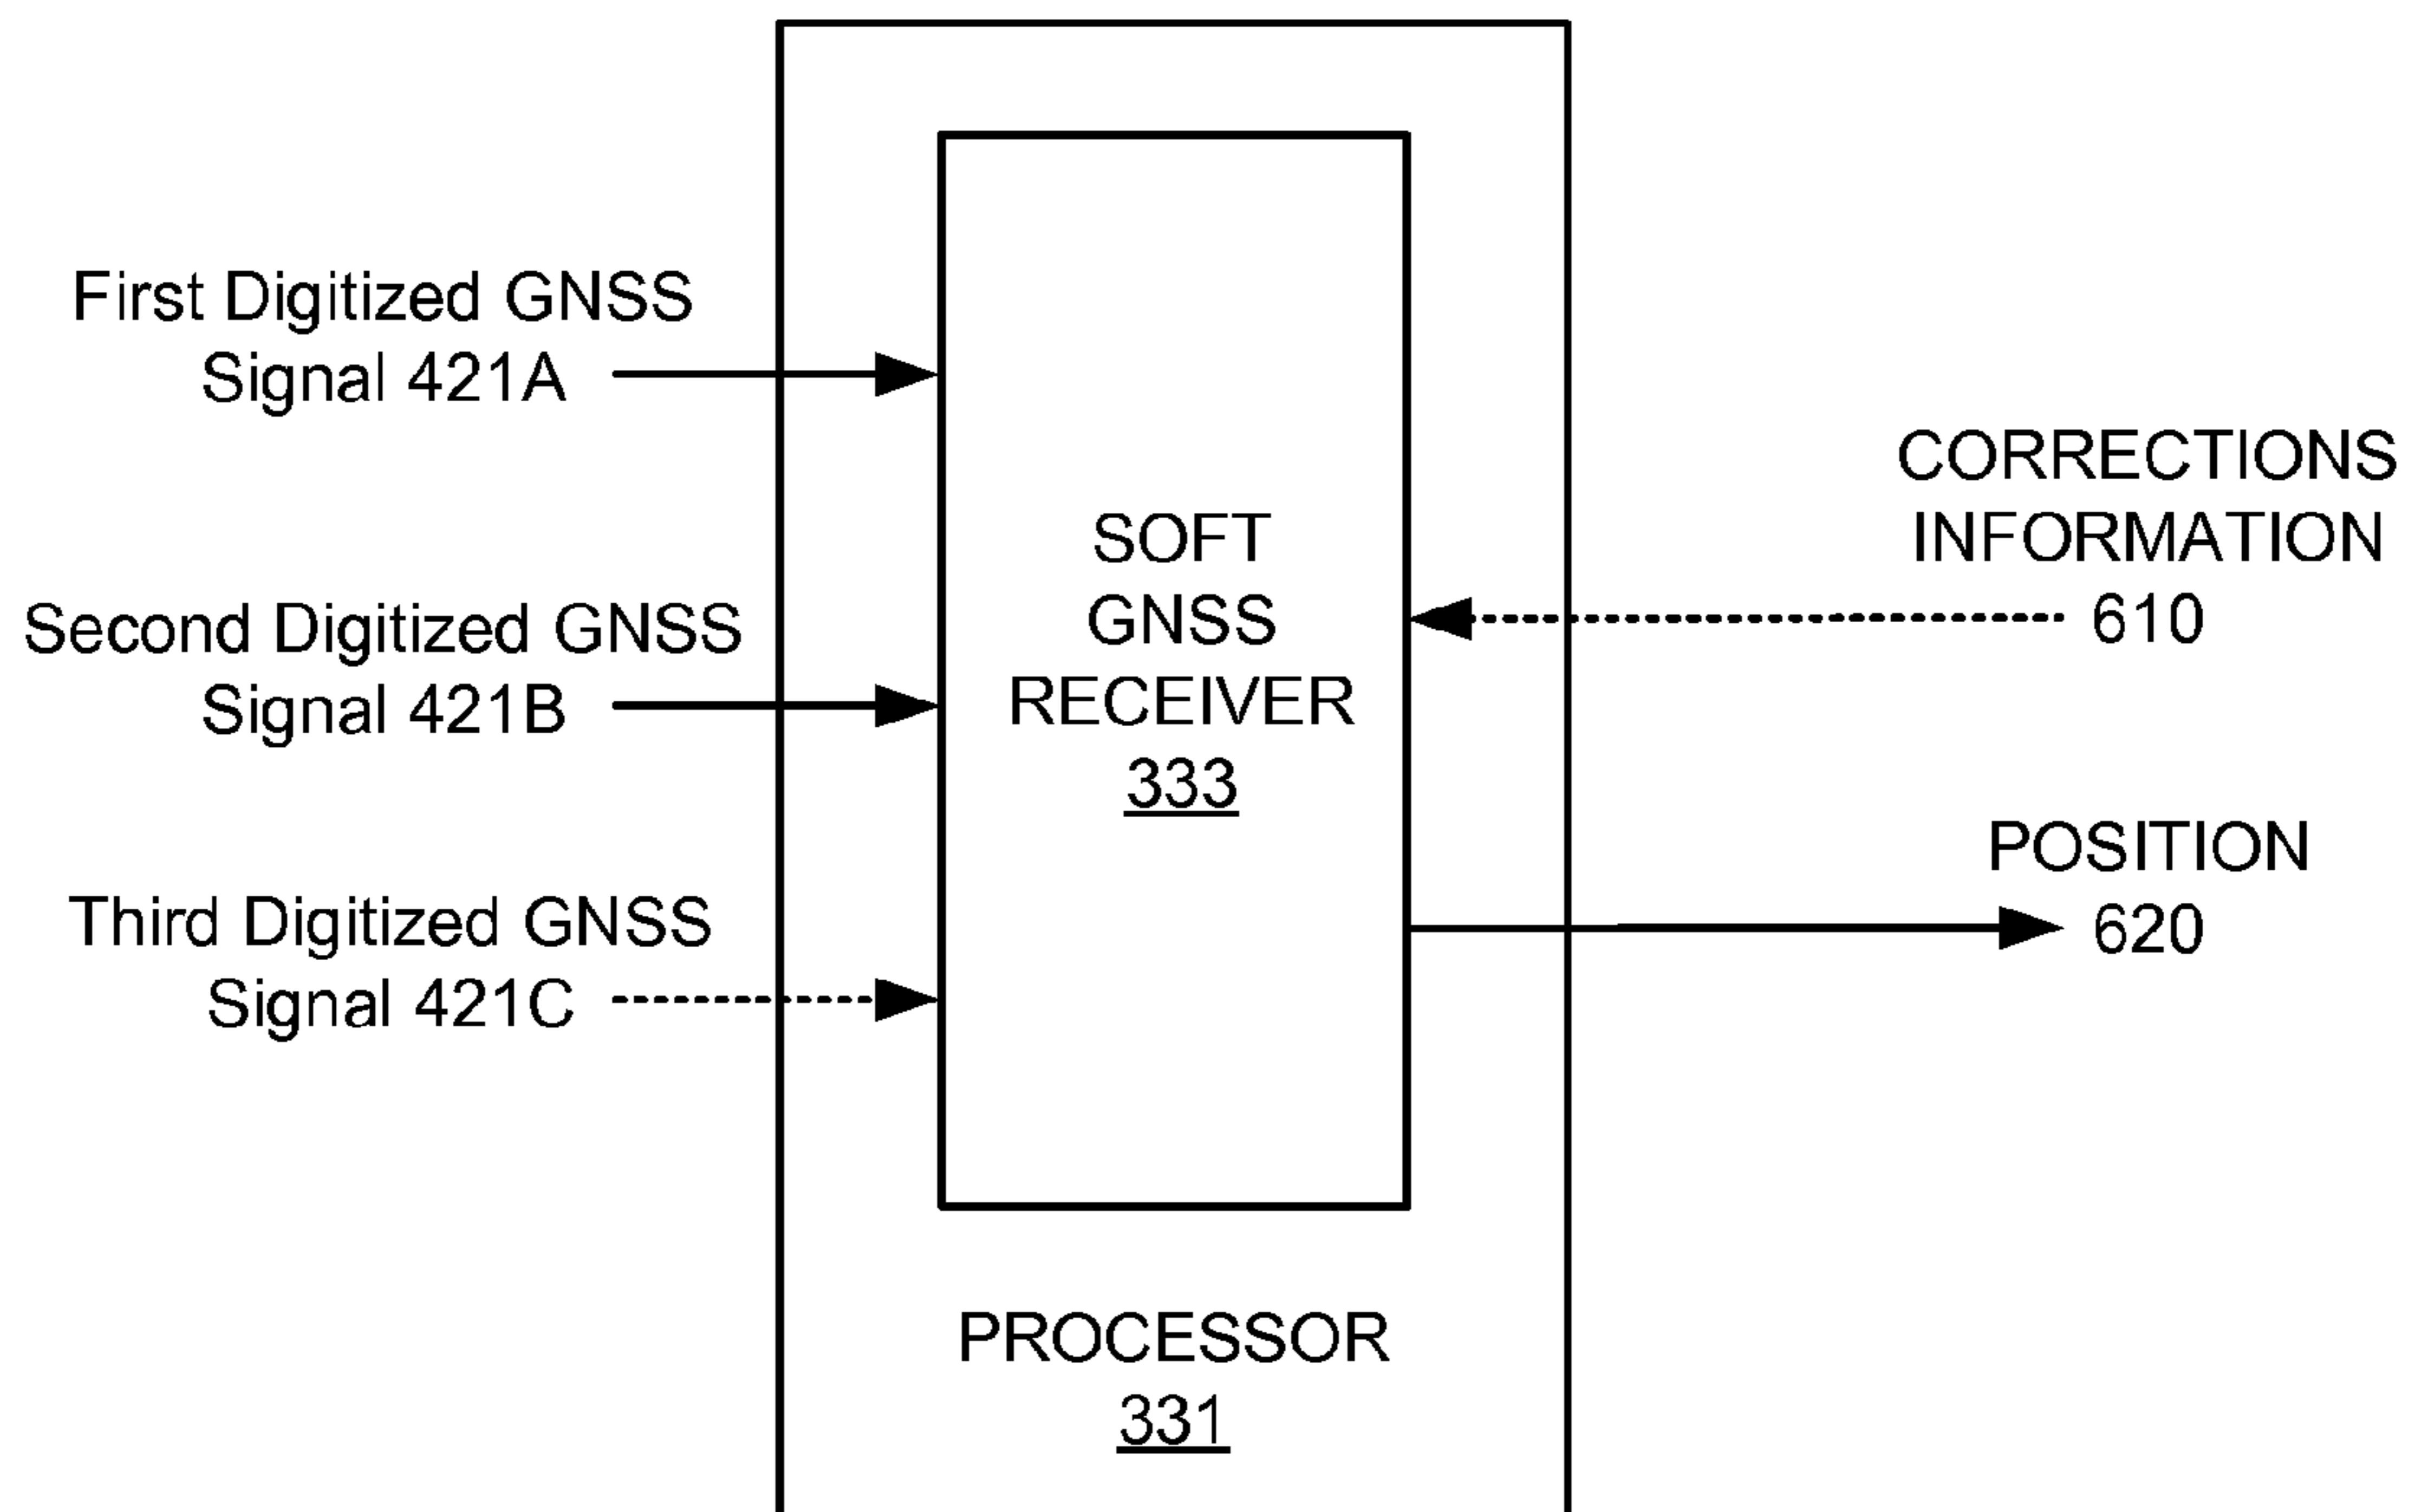 First Digitized GNSS
Signal 421A
Second Digitized GNSS
Signal 421B
Third Digitized GNSS
Signal 421C
SOFT
GNSS
RECEIVER
333
PROCESSOR
331
CORRECTIONS
INFORMATION
610
POSITION
620